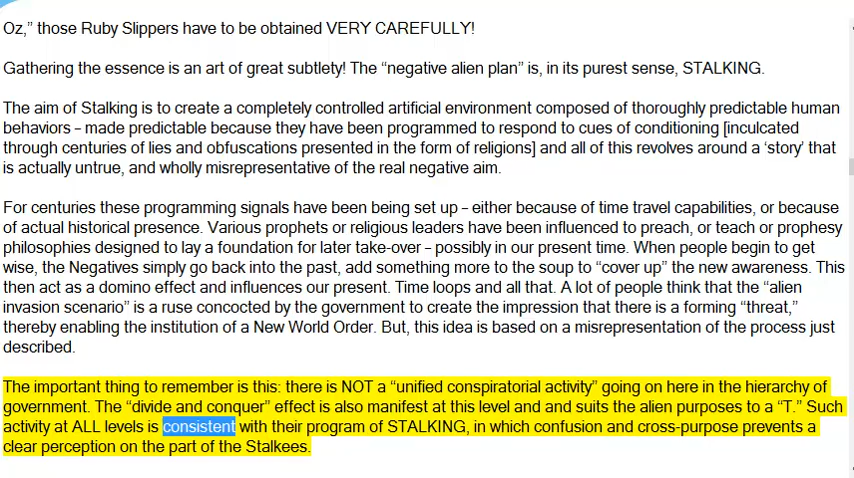 Oz,” those Ruby Slippers have to be obtained VERY CAREFULLY!
Gathering the essence is an art of great subtlety! The “negative alien plan” is, in its purest sense, STALKING.
The aim of Stalking is to create a completely controlled artificial environment composed of thoroughly predictable human
behaviors – made predictable because they have been programmed to respond to cues of conditioning [inculcated
through centuries of lies and obfuscations presented in the form of religions] and all of this revolves around a ‘story’ that
is actually untrue, and wholly misrepresentative of the real negative aim.
For centuries these programming signals have been being set up – either because of time travel capabilities, or because
of actual historical presence. Various prophets or religious leaders have been influenced to preach, or teach or prophesy
philosophies designed to lay a foundation for later take-over – possibly in our present time. When people begin to get
wise, the Negatives simply go back into the past, add something more to the soup to “cover up” the new awareness. This
then act as a domino effect and influences our present. Time loops and all that. A lot of people think that the “alien
invasion scenario” is a ruse concocted by the government to create the impression that there is a forming “threat,”
thereby enabling the institution of a New World Order. But, this idea is based on a misrepresentation of the process just
described.
The important thing to remember is this: there is NOT a “unified conspiratorial activity” going on here in the hierarchy of
government. The “divide and conquer” effect is also manifest at this level and and suits the alien purposes to a “T.” Such
activity at ALL levels is consistent with their program of STALKING, in which confusion and cross-purpose prevents a
clear perception on the part of the Stalkees.